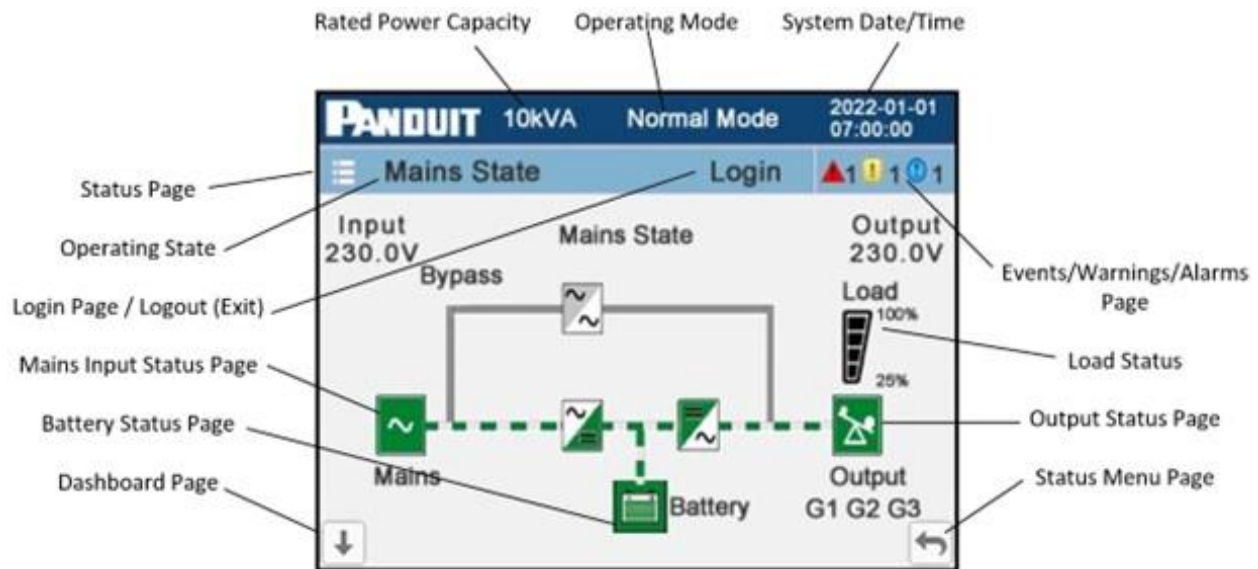 Rated Power Capacity
Operating Mode
System Date/Time
PANDUIT 10kVA Normal Mode 2022-01-01
07:00:00
Status Page
Mains State Login 1 1 1
Operating State
Input
230.0V
Mains State
Output
230.0V
Login Page / Logout (Exit)
Bypass
Load
100%
25%
Events/Warnings/Alarms
Page
Load Status
Mains Input Status Page
Battery Status Page
Output Status Page
Dashboard Page
Mains
Battery
Output
G1 G2 G3
Status Menu Page